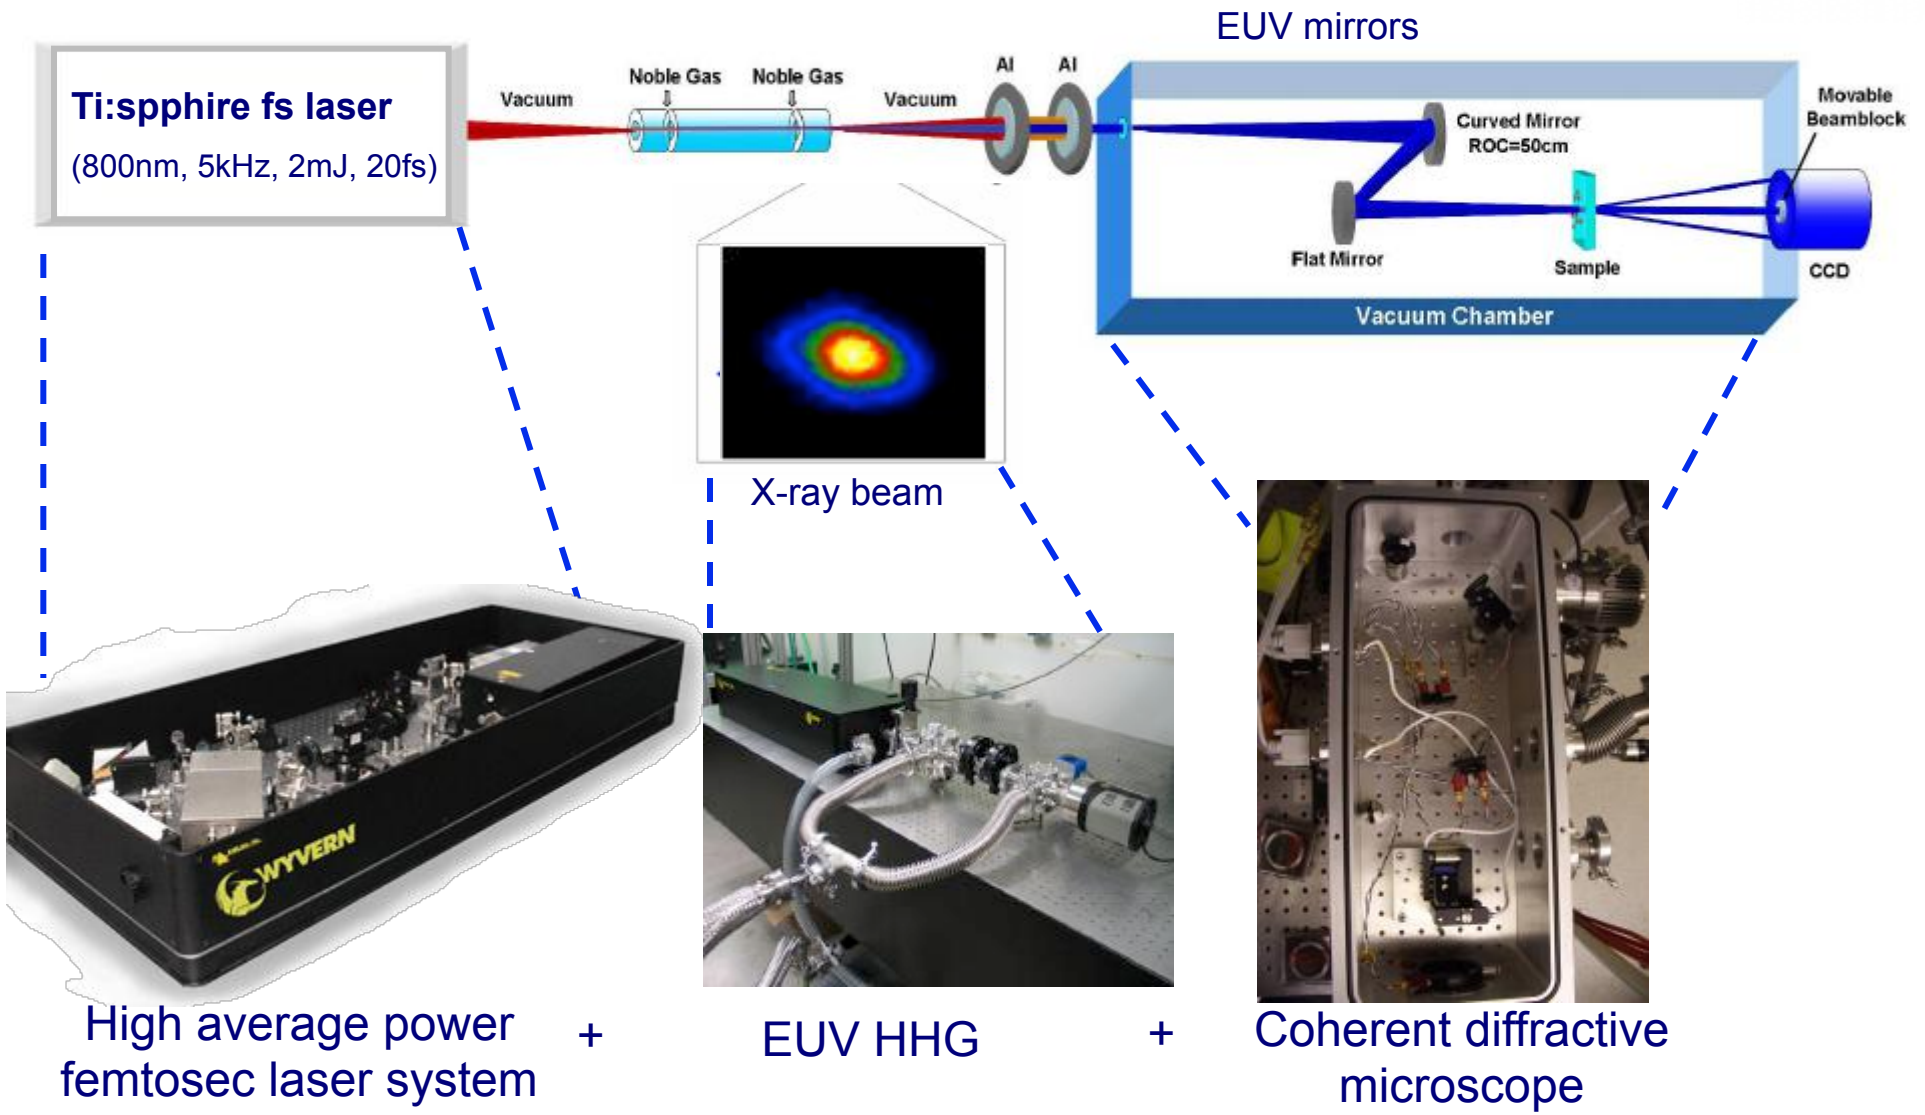 EUV mirrors
Ti:spphire fs laser
(800nm, 5kHz, 2mJ, 20fs)
Vacuum
Noble Gas
Noble Gas
Vacuum
Al
Al
Curved Mirror
ROC=50cm
Movable
Beamblock
Flat Mirror
Sample
CCD
Vacuum Chamber
X-ray beam
WYVERN
High average power
femtosec laser system
+
EUV HHG
+
Coherent diffractive
microscope